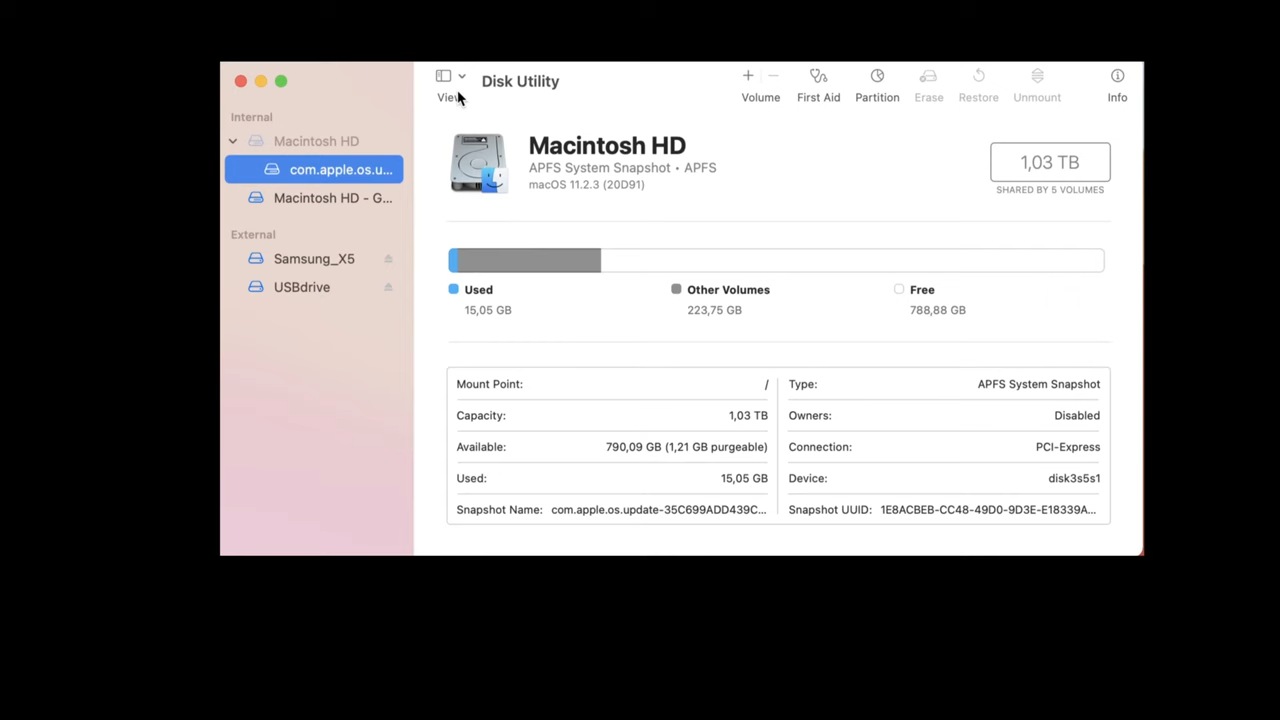 Disk Utility
View
Volume
First Aid
Partition
Erase
Restore
Unmount
Info
Internal
Macintosh HD
com.apple.os.u...
Macintosh HD - G...
External
Samsung_X5
USBdrive
Macintosh HD
APFS System Snapshot • APFS
macOS 11.2.3 (20D91)
1,03 TB
SHARED BY 5 VOLUMES
Used
15,05 GB
Other Volumes
223,75 GB
Free
788,88 GB
Mount Point: /
Capacity: 1,03 TB
Available: 790,09 GB (1,21 GB purgeable)
Used: 15,05 GB
Snapshot Name: com.apple.os.update-35C699ADD439C...
Type: APFS System Snapshot
Owners: Disabled
Connection: PCI-Express
Device: disk3s5s1
Snapshot UUID: 1E8ACBEB-CC48-49D0-9D3E-E18339A...